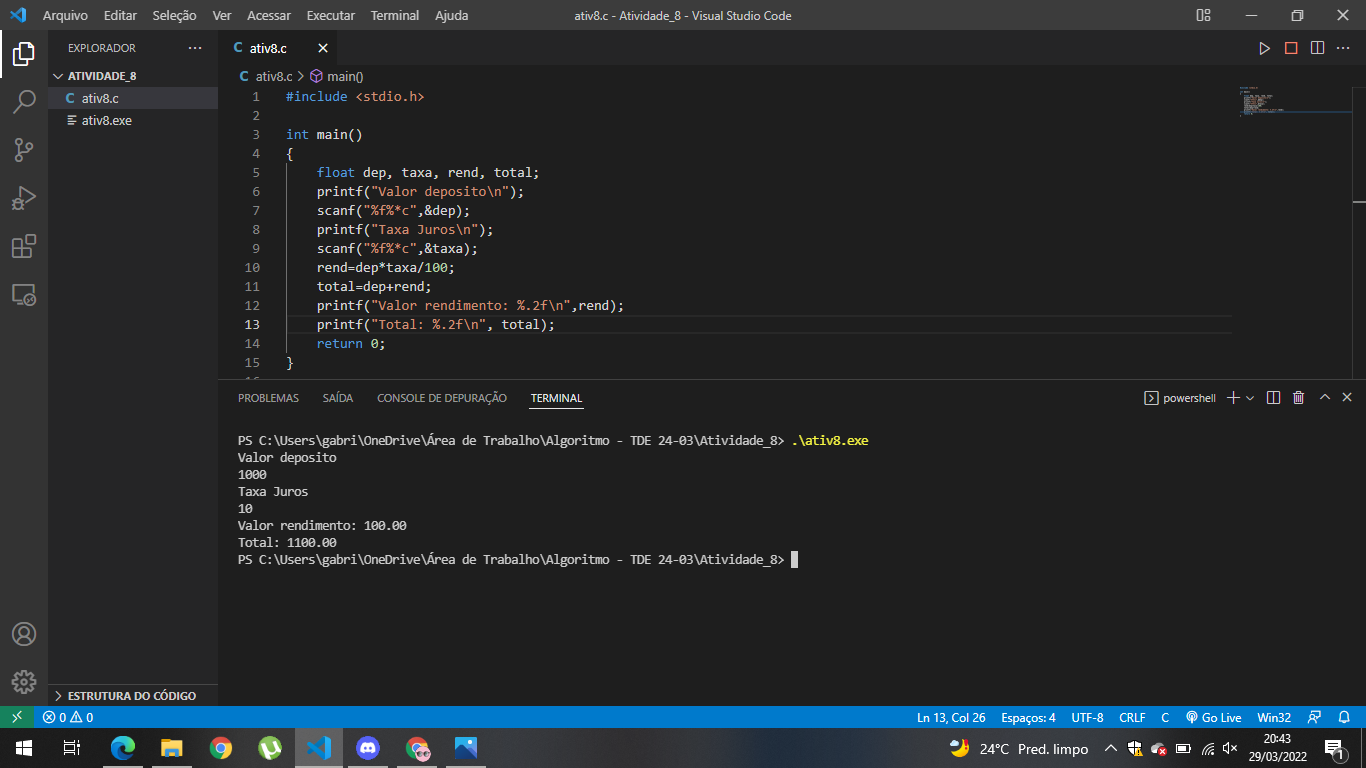 Arquivo Editar Seleção Ver Acessar Executar Terminal Ajuda ativ8.c - Atividade_8 - Visual Studio Code
EXPLORADOR
ATIVIDADE_8
C ativ8.c
ativ8.exe
ESTRUTURA DO CÓDIGO
C ativ8.c
C ativ8.c > main()
1 #include <stdio.h>
2
3 int main()
4 {
5 float dep, taxa, rend, total;
6 printf("Valor deposito\n");
7 scanf("%f%*c",&dep);
8 printf("Taxa Juros\n");
9 scanf("%f%*c",&taxa);
10 rend=dep*taxa/100;
11 total=dep+rend;
12 printf("Valor rendimento: %.2f\n",rend);
13 printf("Total: %.2f\n", total);
14 return 0;
15 }
PROBLEMAS SAÍDA CONSOLE DE DEPURAÇÃO TERMINAL powershell
PS C:\Users\gabri\OneDrive\Área de Trabalho\Algoritmo - TDE 24-03\Atividade_8> .\ativ8.exe
Valor deposito
1000
Taxa Juros
10
Valor rendimento: 100.00
Total: 1100.00
PS C:\Users\gabri\OneDrive\Área de Trabalho\Algoritmo - TDE 24-03\Atividade_8>
0 0 Ln 13, Col 26 Espaços: 4 UTF-8 CRLF C Go Live Win32
24°C Pred. limpo 20:43
29/03/2022 1